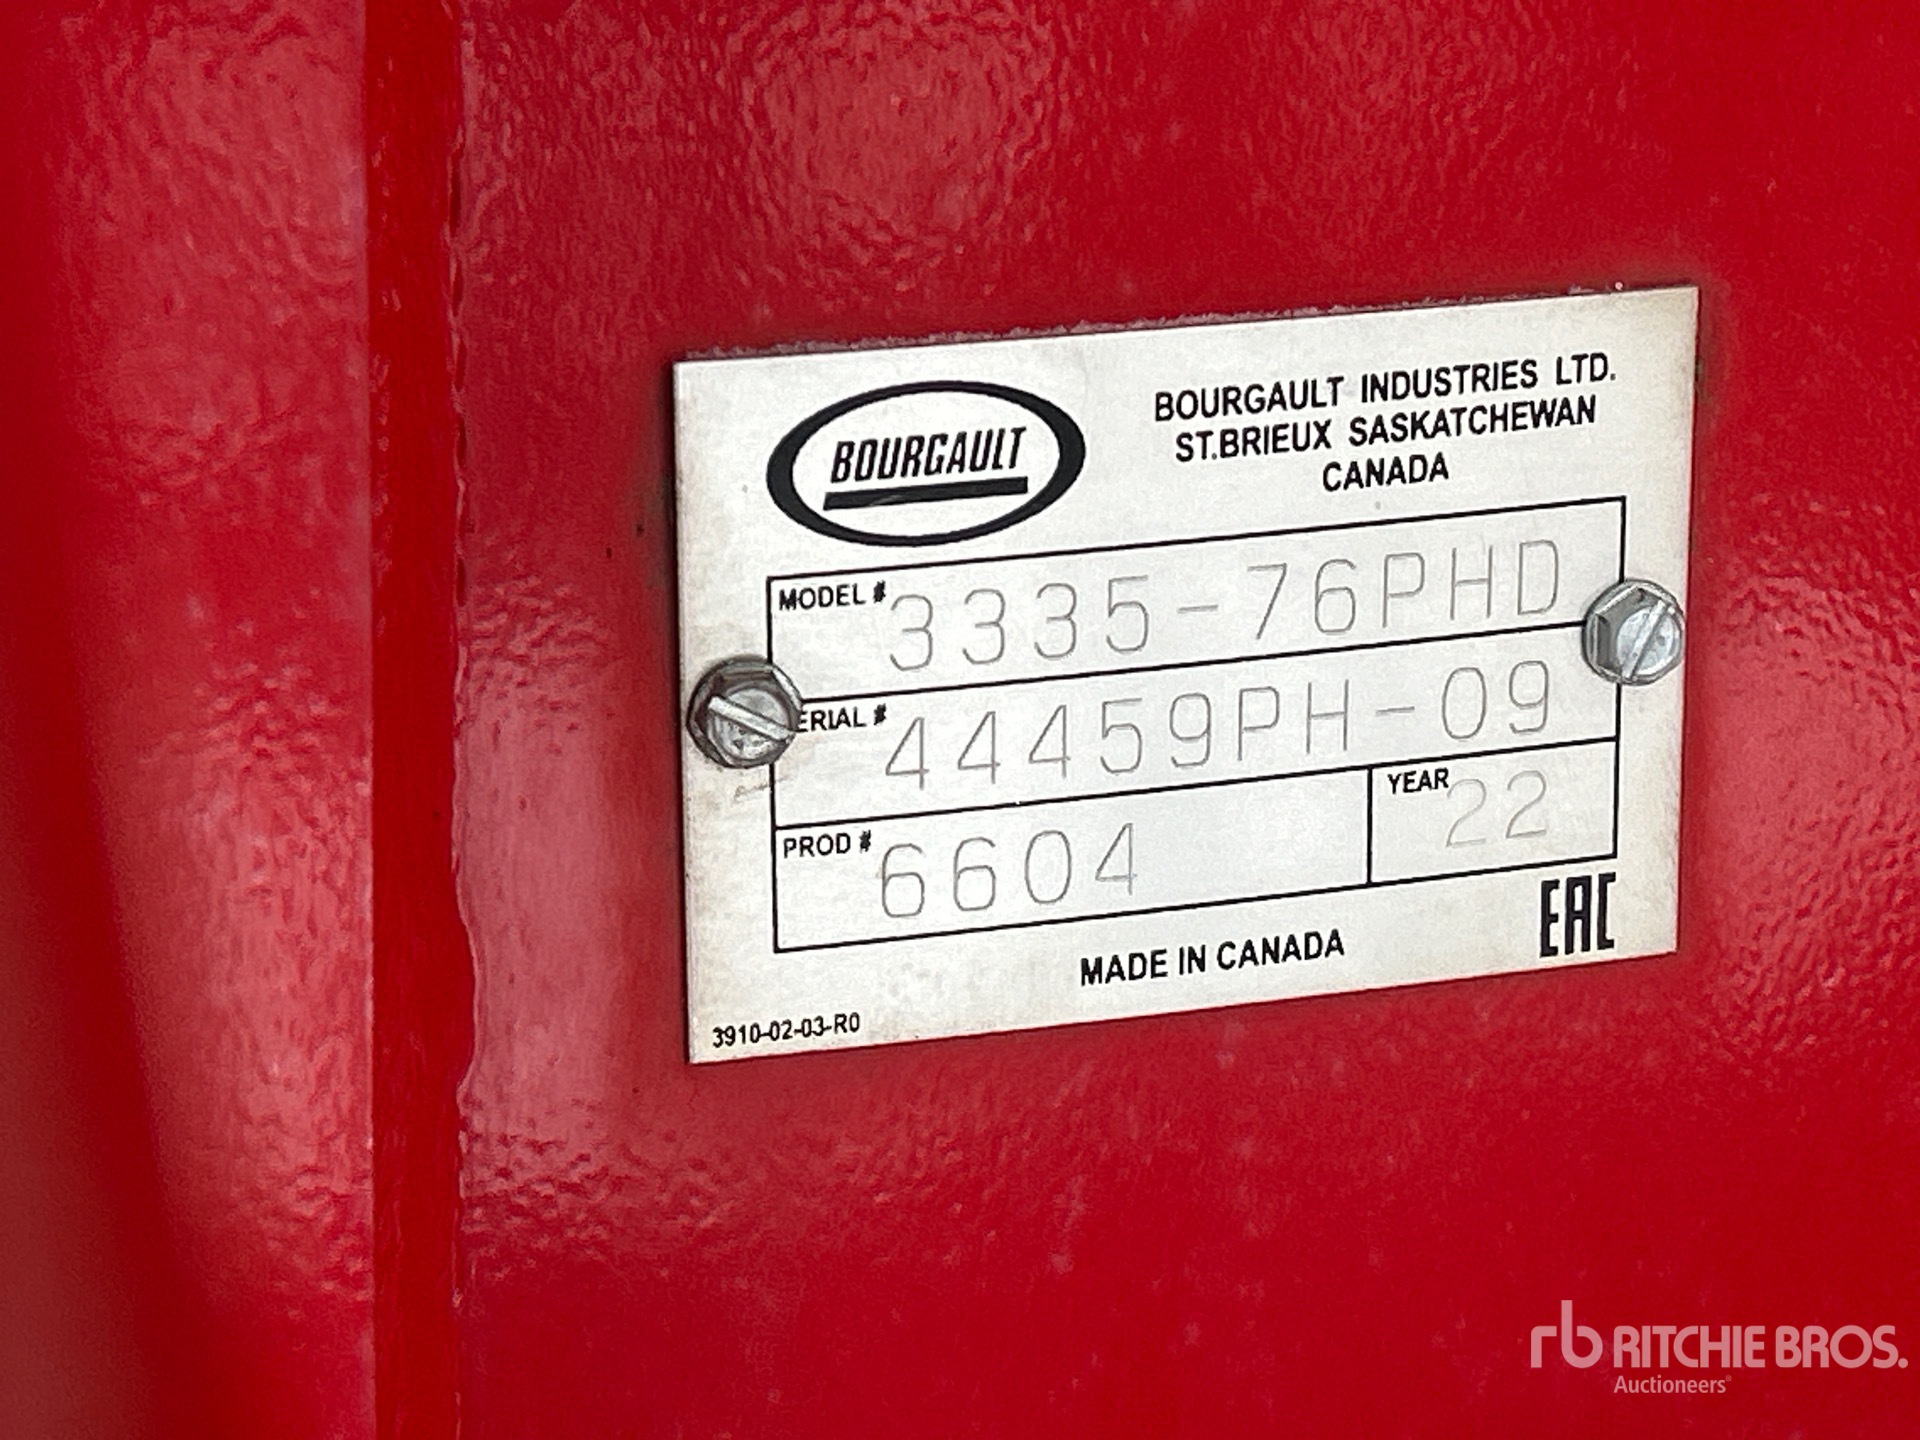 BOURGAULT
BOURGAULT INDUSTRIES LTD.
ST.BRIEUX SASKATCHEWAN
CANADA
MODEL # 3335-76PHD
ERIAL # 44459PH-09
PROD # 6604
YEAR 22
MADE IN CANADA
EAC
3910-02-03-R0
rb RITCHIE BROS.
Auctioneers